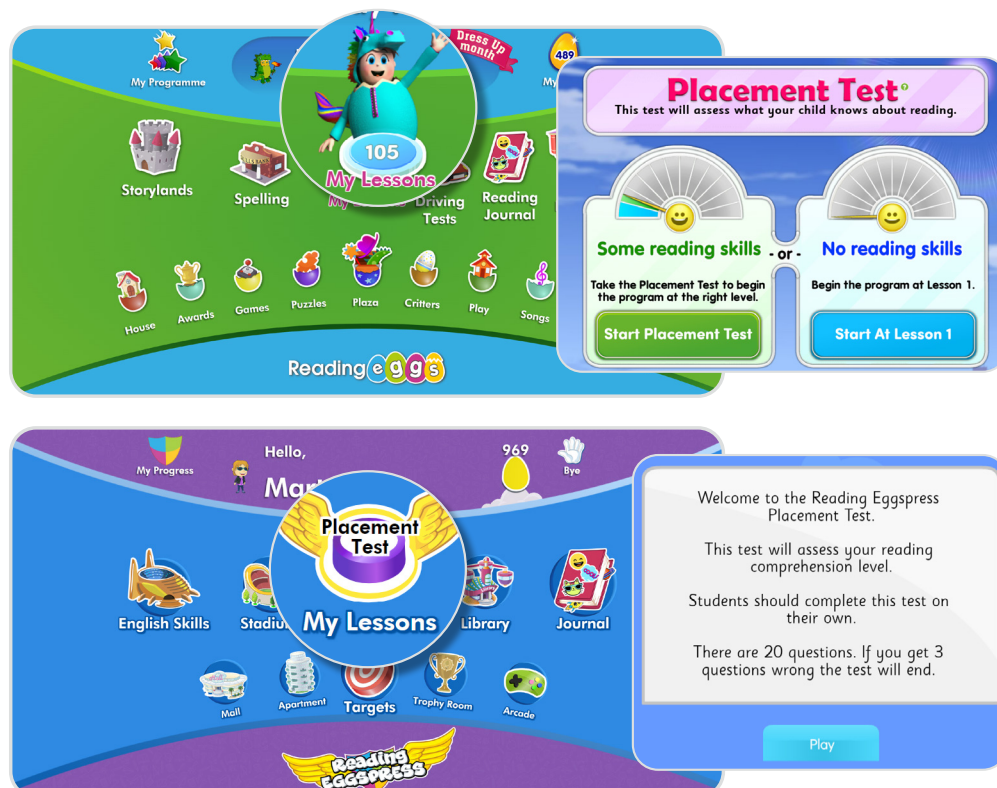 My Programme
Dress Up
month
489
My
105
My Lessons
Storylands
Spelling
Driving
Tests
Reading
Journal
House
Awards
Games
Puzzles
Plaza
Critters
Play
Songs
Reading eggs
Placement Test
This test will assess what your child knows about reading.
Some reading skills
- or -
No reading skills
Take the Placement Test to begin
the program at the right level.
Begin the program at Lesson 1.
Start Placement Test
Start At Lesson 1
My Progress
Hello,
Mar
969
Bye
Placement
Test
My Lessons
English Skills
Stadiu
Library
Journal
Mall
Apartment
Targets
Trophy Room
Arcade
Reading
EGGSPRESS
Welcome to the Reading Eggspress
Placement Test.
This test will assess your reading
comprehension level.
Students should complete this test on
their own.
There are 20 questions. If you get 3
questions wrong the test will end.
Play